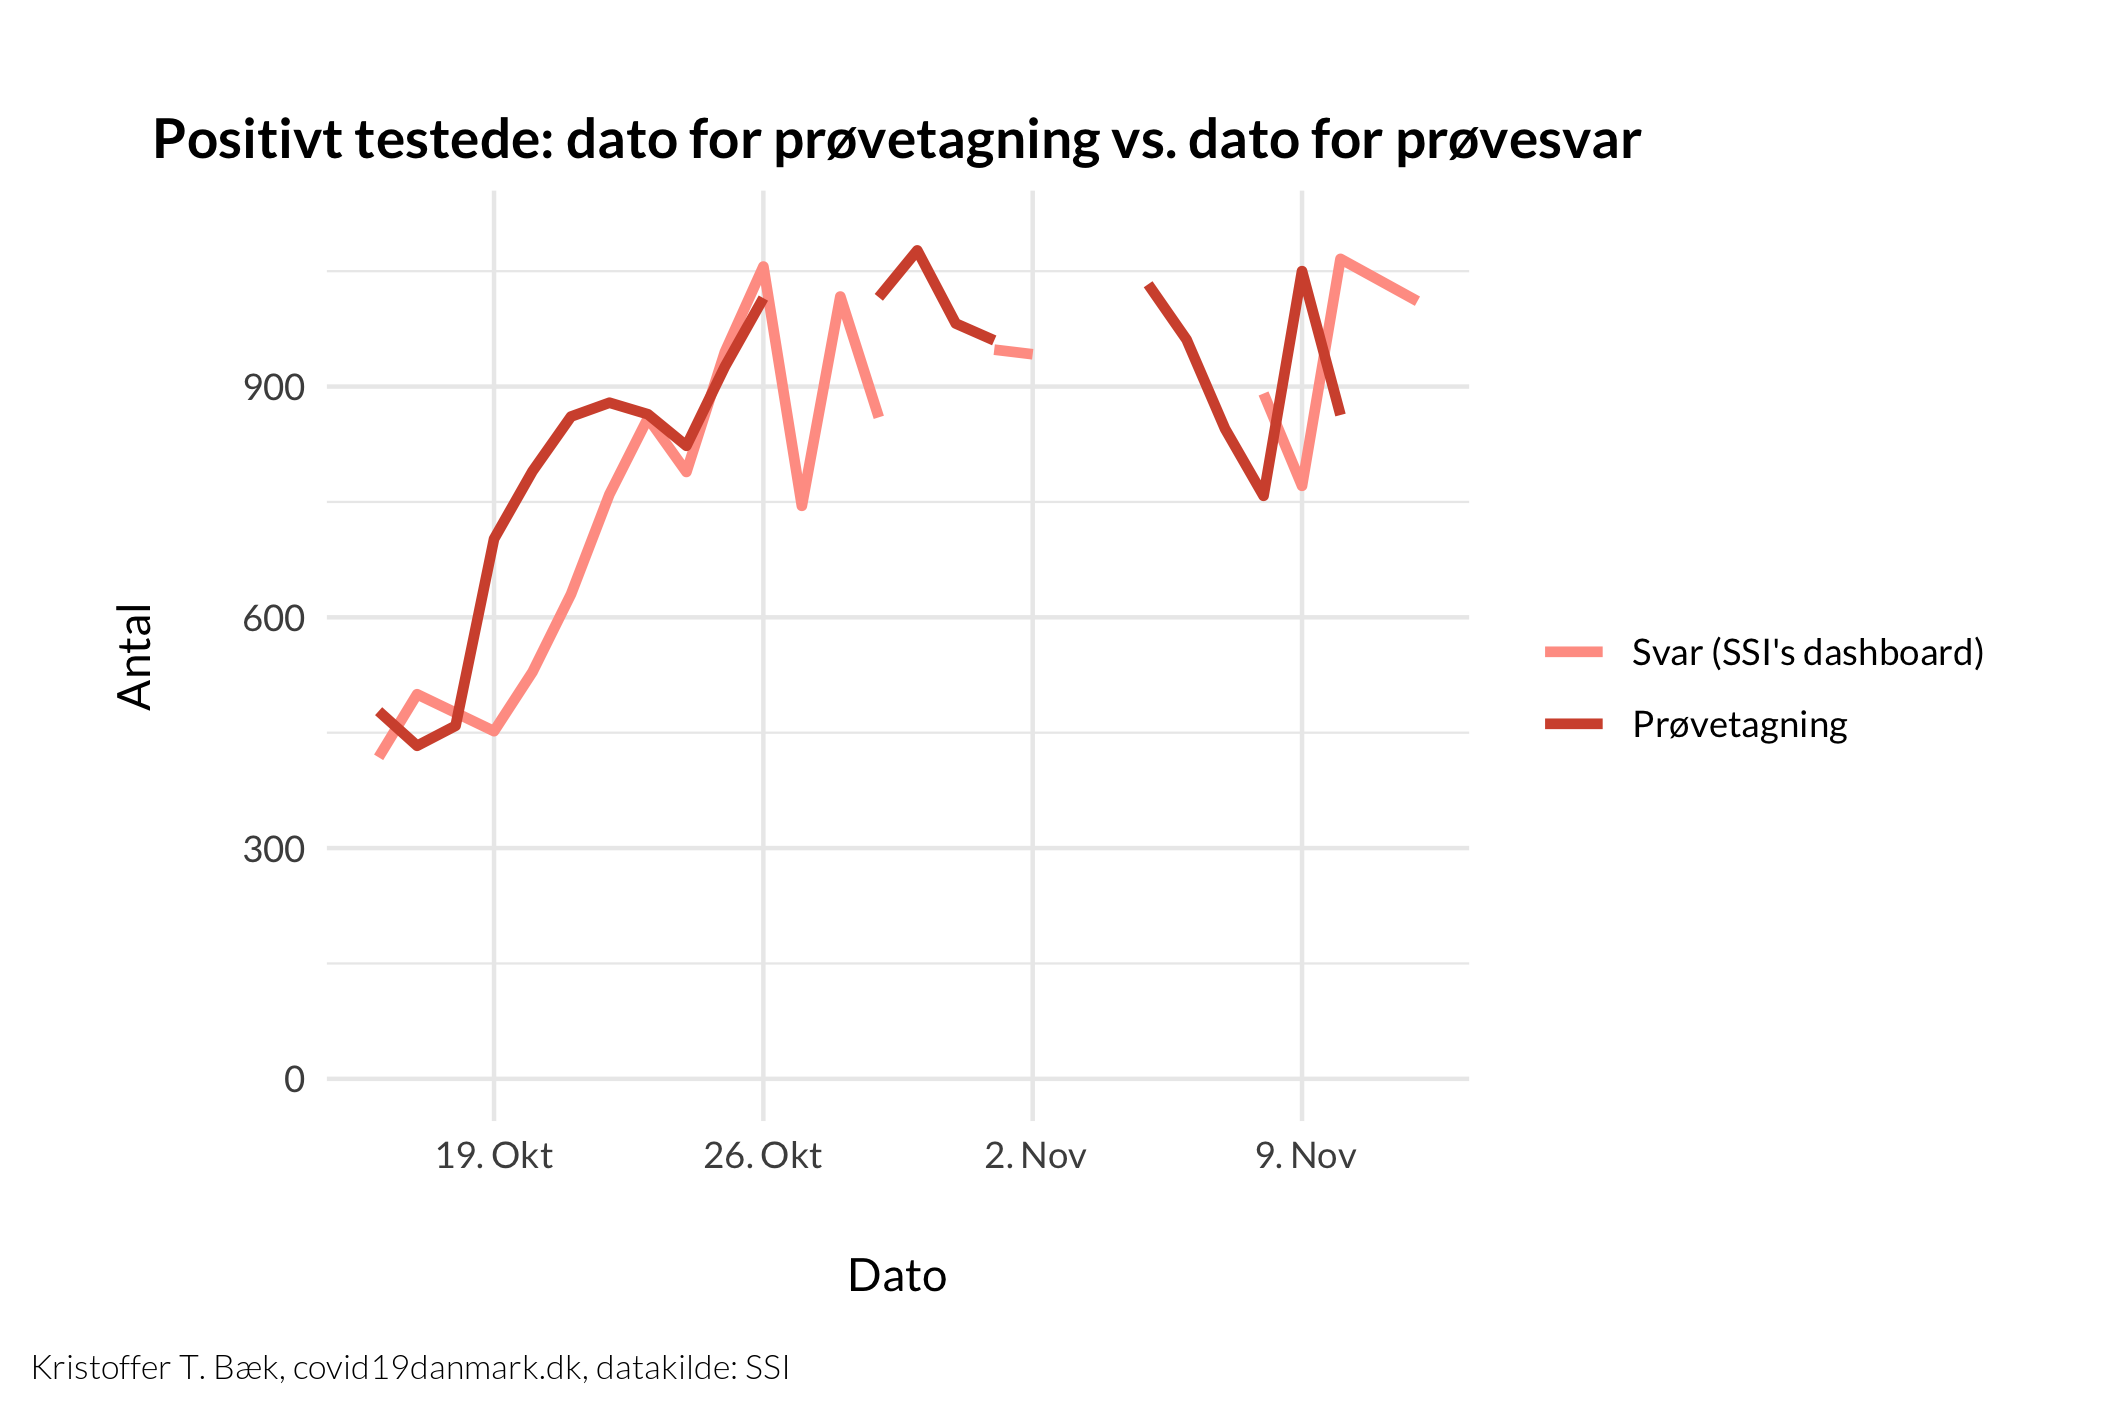 Positivt testede: dato for prøvetagning vs. dato for prøvesvar
Antal
900
600
300
0
19. Okt
26. Okt
2. Nov
9. Nov
Dato
Svar (SSI's dashboard)
Prøvetagning
Kristoffer T. Bæk, covid19danmark.dk, datakilde: SSI